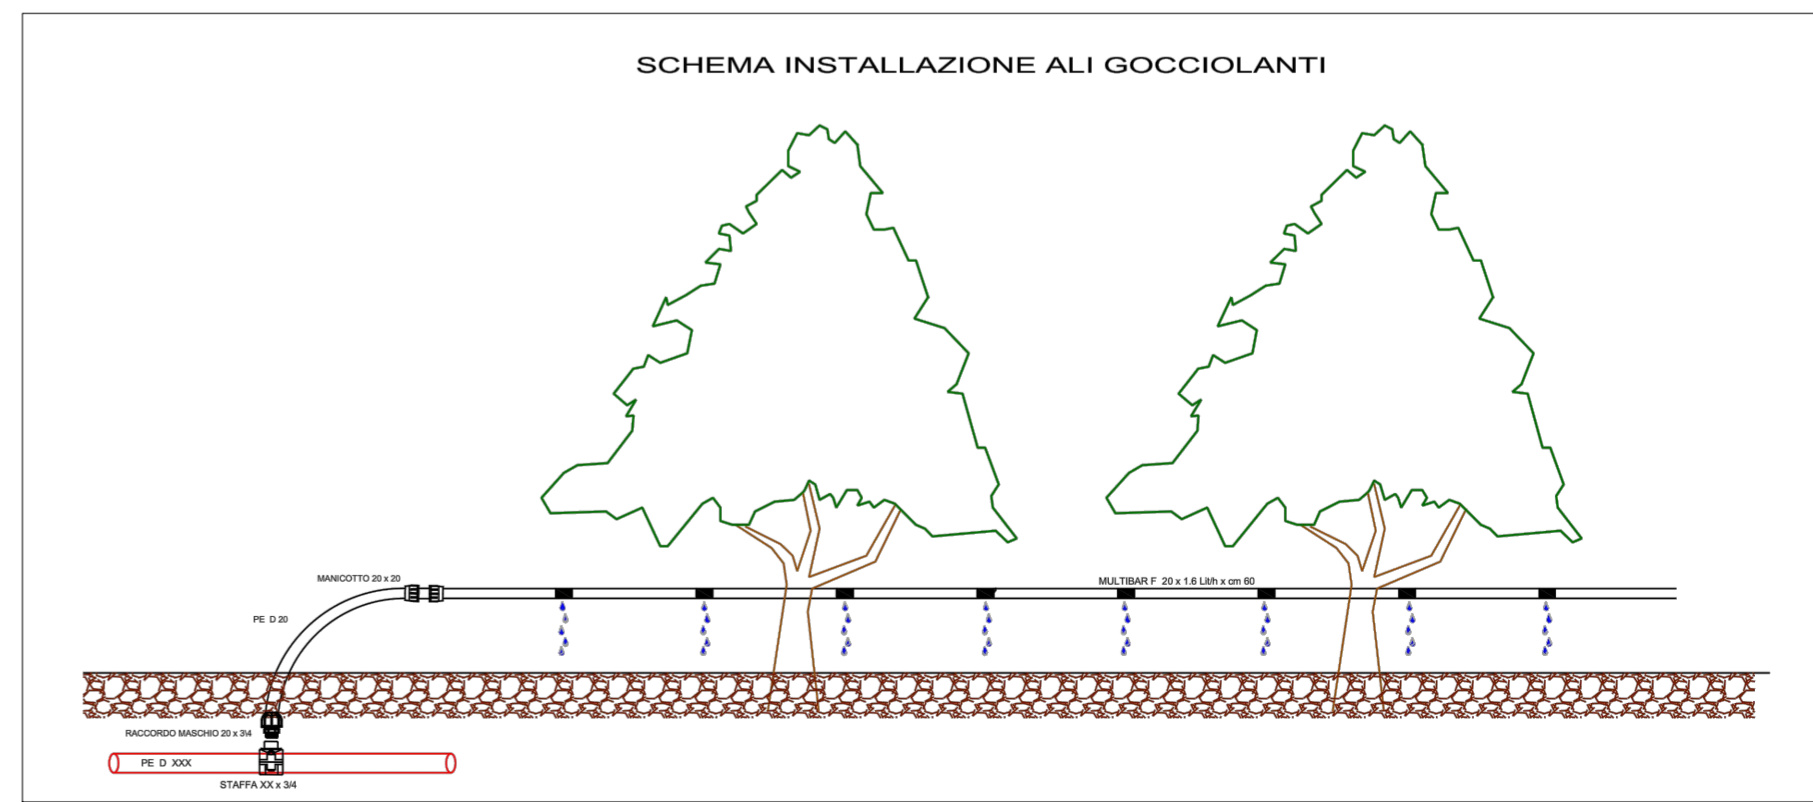 SCHEMA INSTALLAZIONE ALI GOCCIOLANTI
MANICOTTO 20 x 20
MULTIBAR F 20 x 1.6 Lit/h x cm 60
PE D 20
RACCORDO MASCHIO 20 x 3\4
PE D XXX
STAFFA XX x 3/4